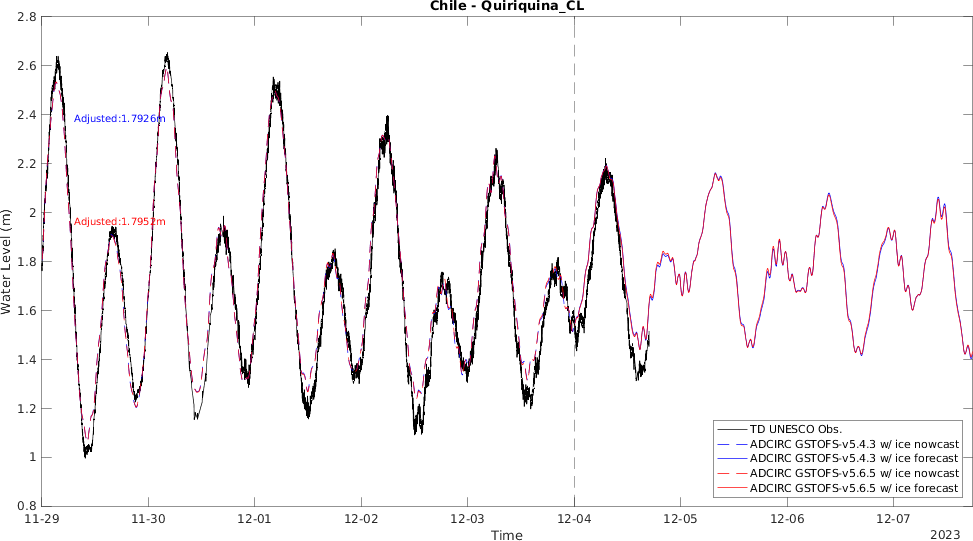 Chile - Quiriquina_CL
2.8
2.6
2.4
2.2
2
1.8
1.6
1.4
1.2
1
0.8
Water Level (m)
Adjusted:1.7926m
Adjusted:1.7952m
TD UNESCO Obs.
ADCIRC GSTOFS-v5.4.3 w/ ice nowcast
ADCIRC GSTOFS-v5.4.3 w/ ice forecast
ADCIRC GSTOFS-v5.6.5 w/ ice nowcast
ADCIRC GSTOFS-v5.6.5 w/ ice forecast
11-29 11-30 12-01 12-02 12-03 12-04 12-05 12-06 12-07
Time
2023